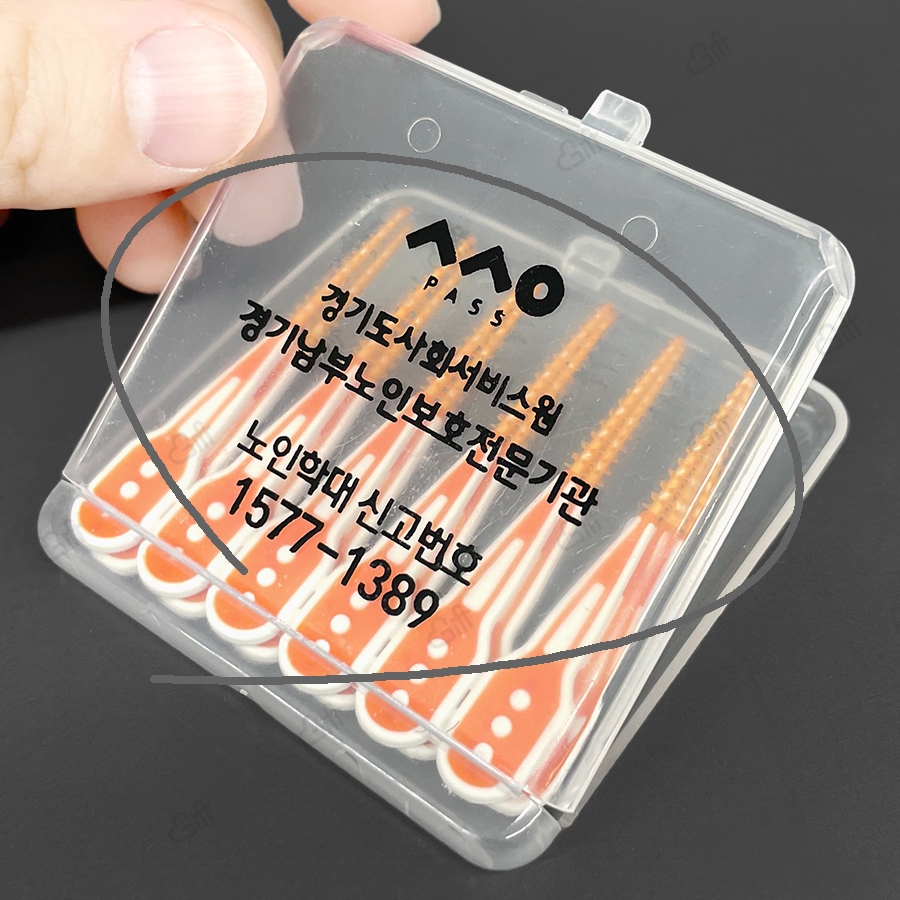 PASS
경기도사회서비스원
경기남부노인보호전문기관
노인학대 신고번호
1577-1389